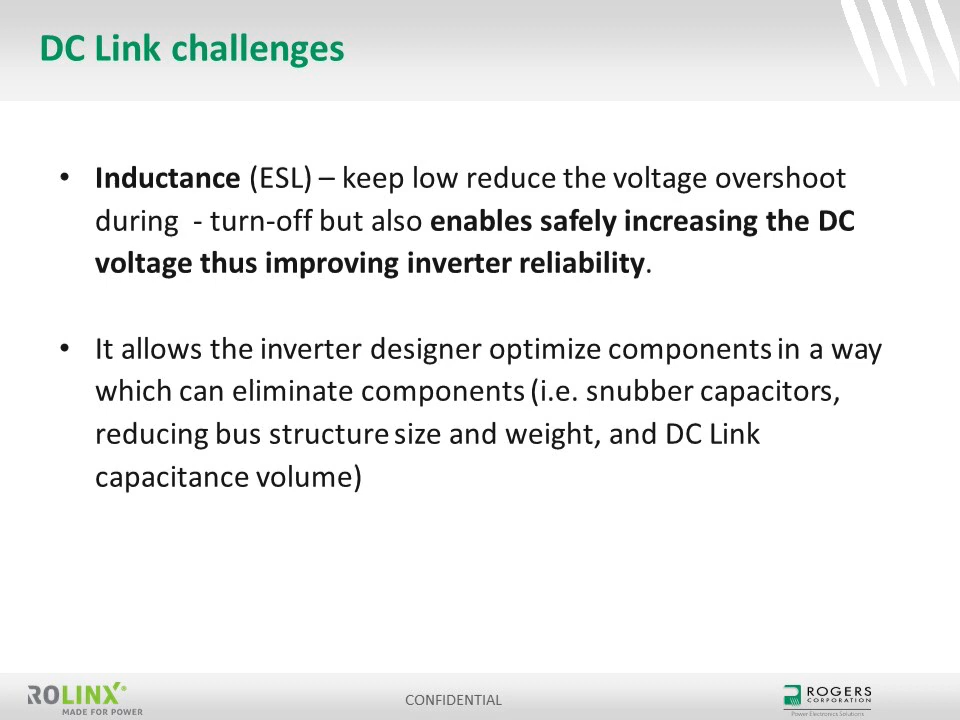 DC Link challenges
• Inductance (ESL) – keep low reduce the voltage overshoot
during - turn-off but also enables safely increasing the DC
voltage thus improving inverter reliability.
• It allows the inverter designer optimize components in a way
which can eliminate components (i.e. snubber capacitors,
reducing bus structure size and weight, and DC Link
capacitance volume)
ROLINX®
MADE FOR POWER
CONFIDENTIAL
ROGERS
CORPORATION
Power Electronics Solutions